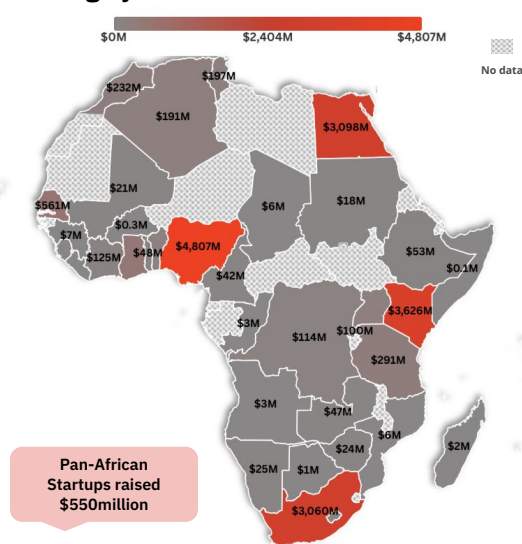 $0M
$2,404M
$4,807M
No data
$232M
$197M
$191M
$3,098M
$21M
$561M
$6M
$18M
$7M
$0.3M
$125M
$48M
$4,807M
$42M
$53M
$0.1M
$3M
$114M
$100M
$3,626M
$291M
$3M
$47M
$6M
$24M
$25M
$1M
$2M
$3,060M
Pan-African
Startups raised
$550million